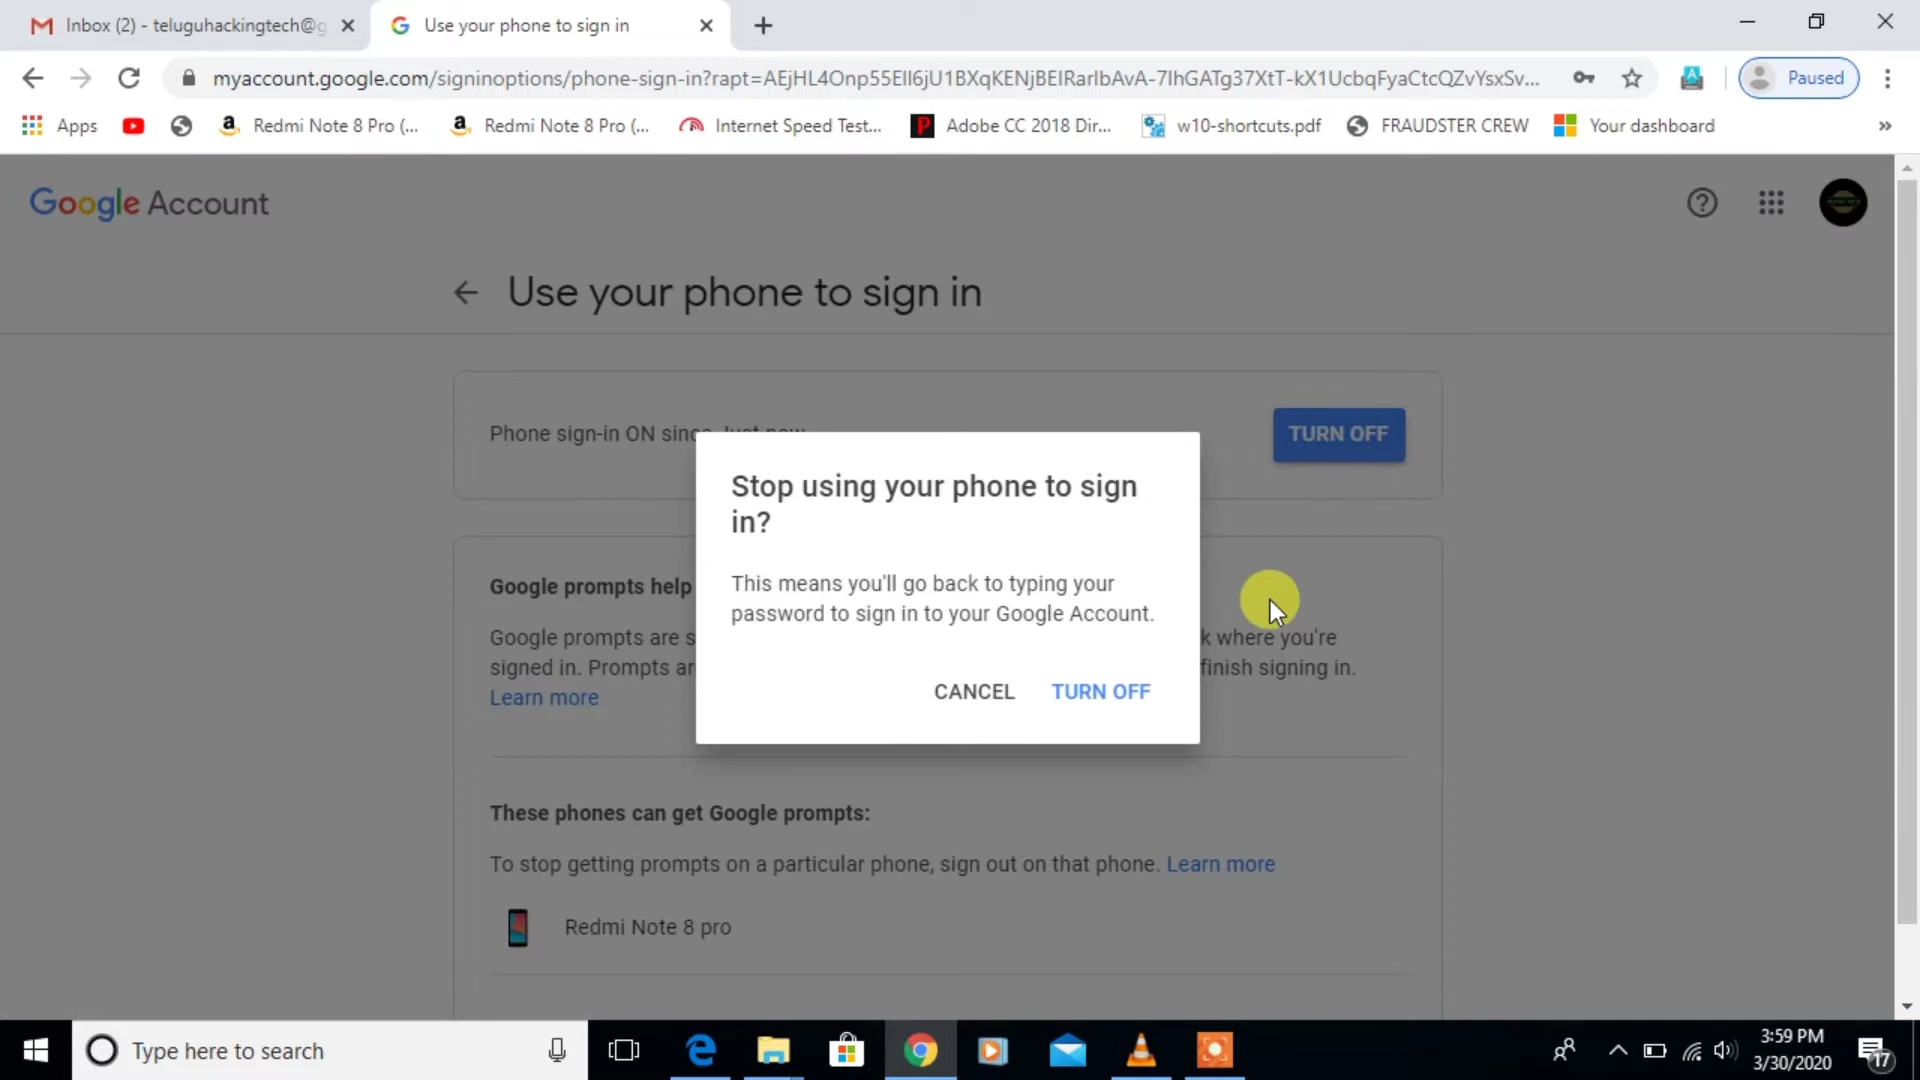 Inbox (2) - teluguhackingtech@g
Use your phone to sign in
myaccount.google.com/signinoptions/phone-sign-in?rapt=AEjHL4Onp55Ell6jU1BXqKENjBEIRarIbAvA-7IhGATg37XtT-kX1UcbqFyaCtcQZvYsxSv...
Paused
Apps
Redmi Note 8 Pro (...
Redmi Note 8 Pro (...
Internet Speed Test...
Adobe CC 2018 Dir...
w10-shortcuts.pdf
FRAUDSTER CREW
Your dashboard
»
Google Account
Use your phone to sign in
Phone sign-in ON since Just now
TURN OFF
Stop using your phone to sign
in?
This means you'll go back to typing your
password to sign in to your Google Account.
CANCEL
TURN OFF
Google prompts help
Google prompts are s
k where you're
signed in. Prompts ar
finish signing in.
Learn more
These phones can get Google prompts:
To stop getting prompts on a particular phone, sign out on that phone. Learn more
Redmi Note 8 pro
Type here to search
3:59 PM
3/30/2020
17